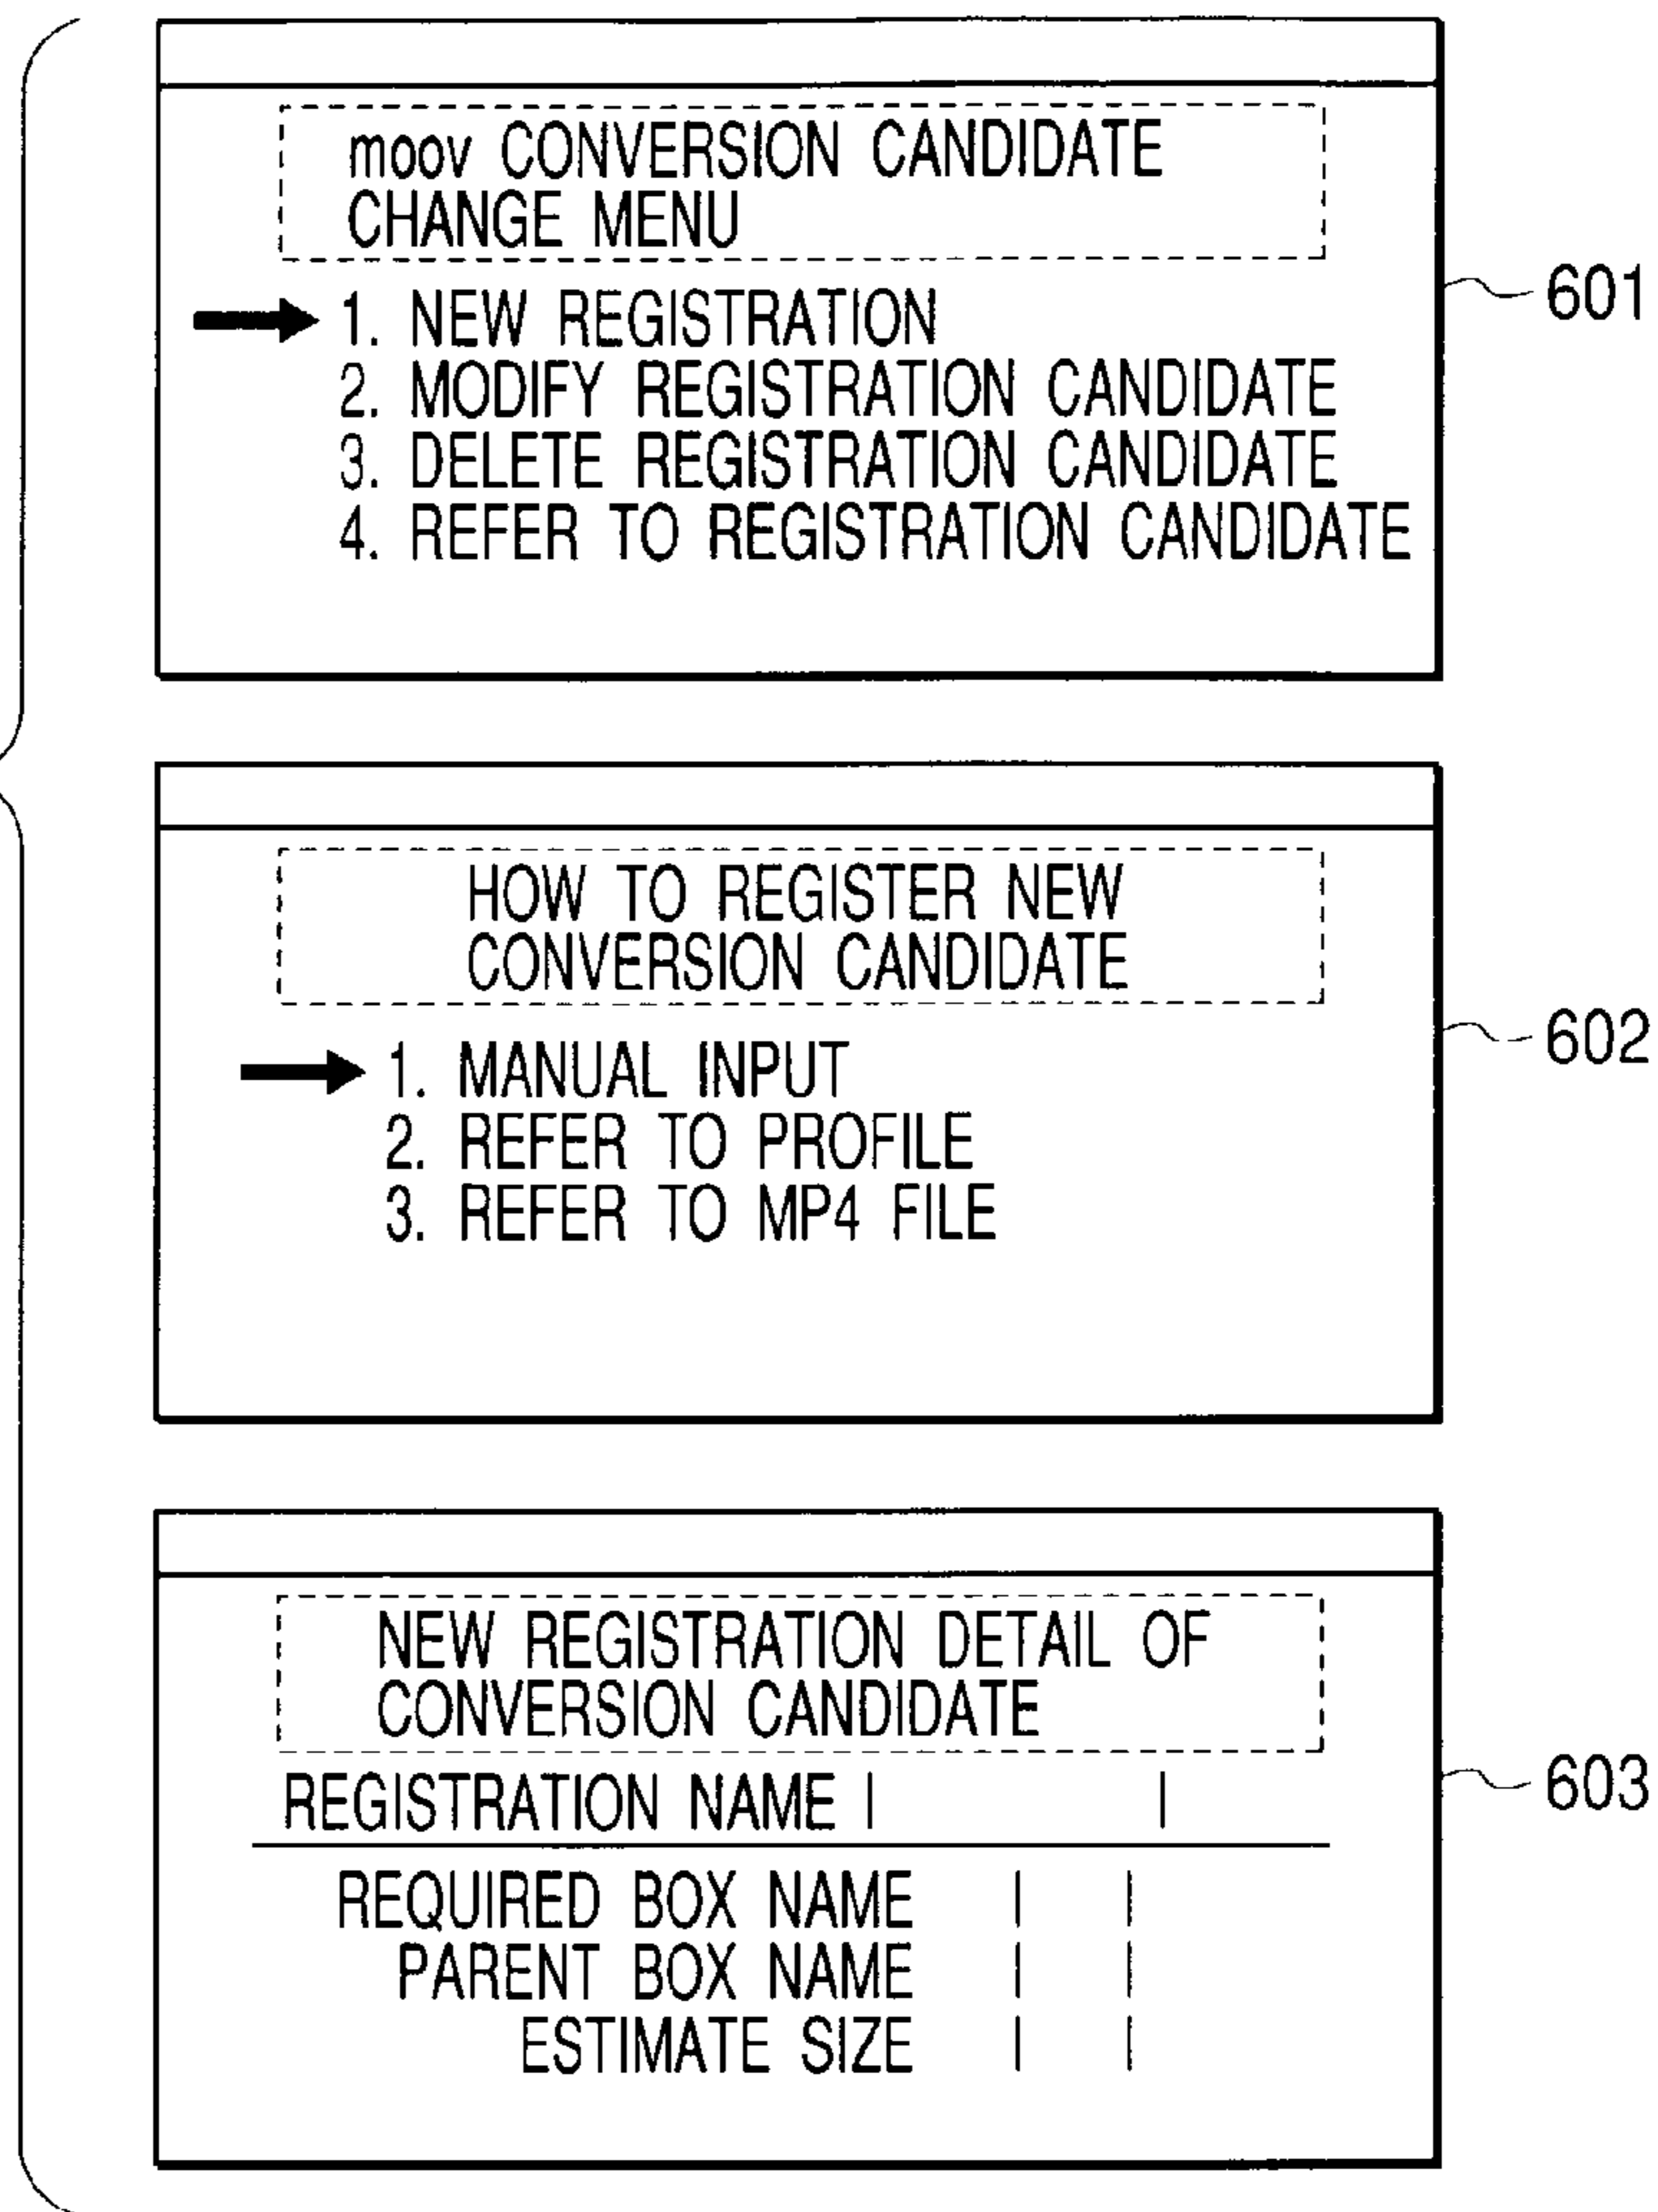 moov CONVERSION CANDIDATE
CHANGE MENU
1. NEW REGISTRATION
2. MODIFY REGISTRATION CANDIDATE
3. DELETE REGISTRATION CANDIDATE
4. REFER TO REGISTRATION CANDIDATE
601
HOW TO REGISTER NEW
CONVERSION CANDIDATE
1. MANUAL INPUT
2. REFER TO PROFILE
3. REFER TO MP4 FILE
602
NEW REGISTRATION DETAIL OF
CONVERSION CANDIDATE
REGISTRATION NAME
REQUIRED BOX NAME
PARENT BOX NAME
ESTIMATE SIZE
603